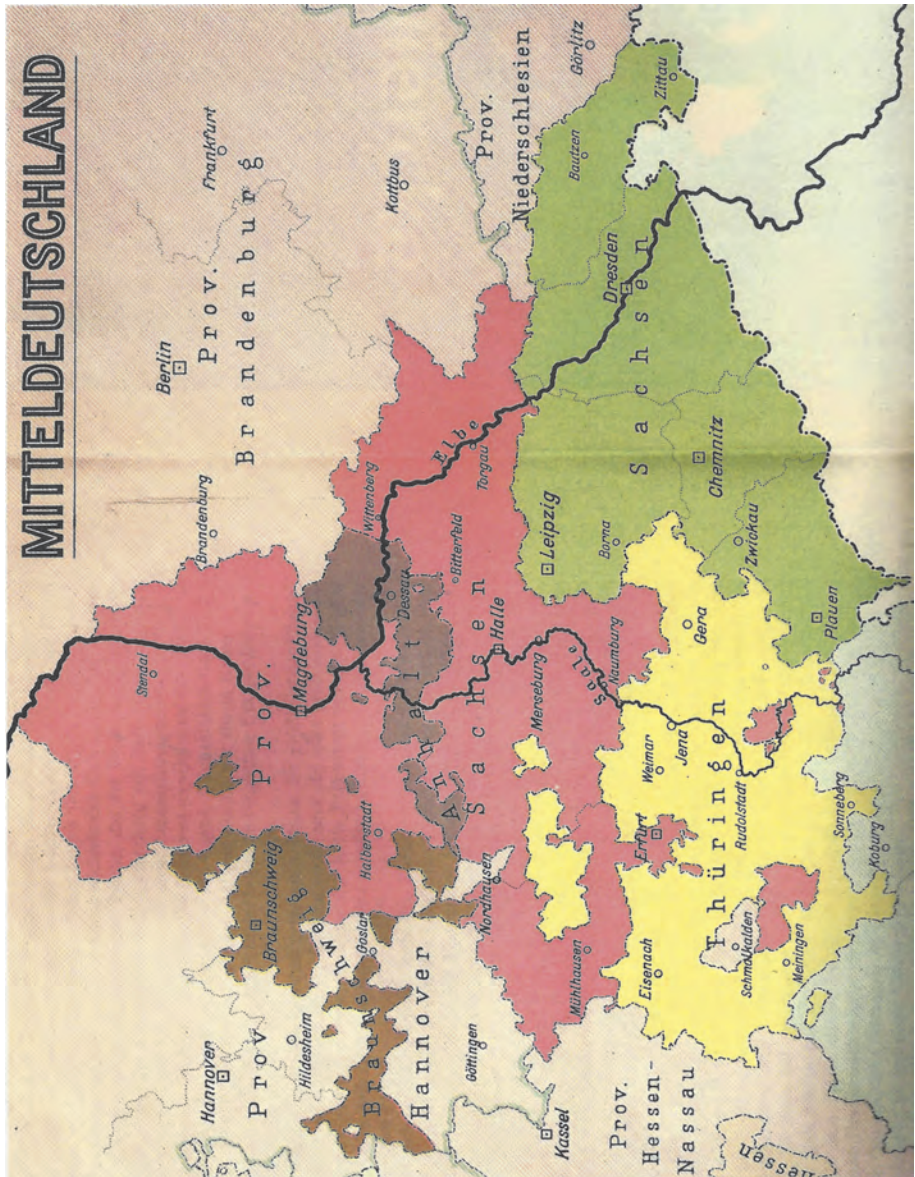 MITTELDEUTSCHLAND
Hannover
Prov.
Hannover
Hildesheim
Braunschweig
Braunschweig
Goslar
Göttingen
Kassel
Prov.
Hessen-
Nassau
Hessen
Stendal
Brandenburg
Berlin
Frankfurt
Prov.
Brandenburg
Kottbus
Magdeburg
Prov.
Sachsen
Halberstadt
Anhalt
Dessau
Wittenberg
Elbe
Torgau
Bitterfeld
Halle
Merseburg
Saale
Naumburg
Nordhausen
Mühlhausen
Erfurt
Eisenach
Weimar
Jena
Gera
Thüringen
Rudolstadt
Schmalkalden
Meiningen
Sonneberg
Koburg
Prov.
Niederschlesien
Görlitz
Zittau
Bautzen
Dresden
Sachsen
Leipzig
Borna
Chemnitz
Zwickau
Plauen